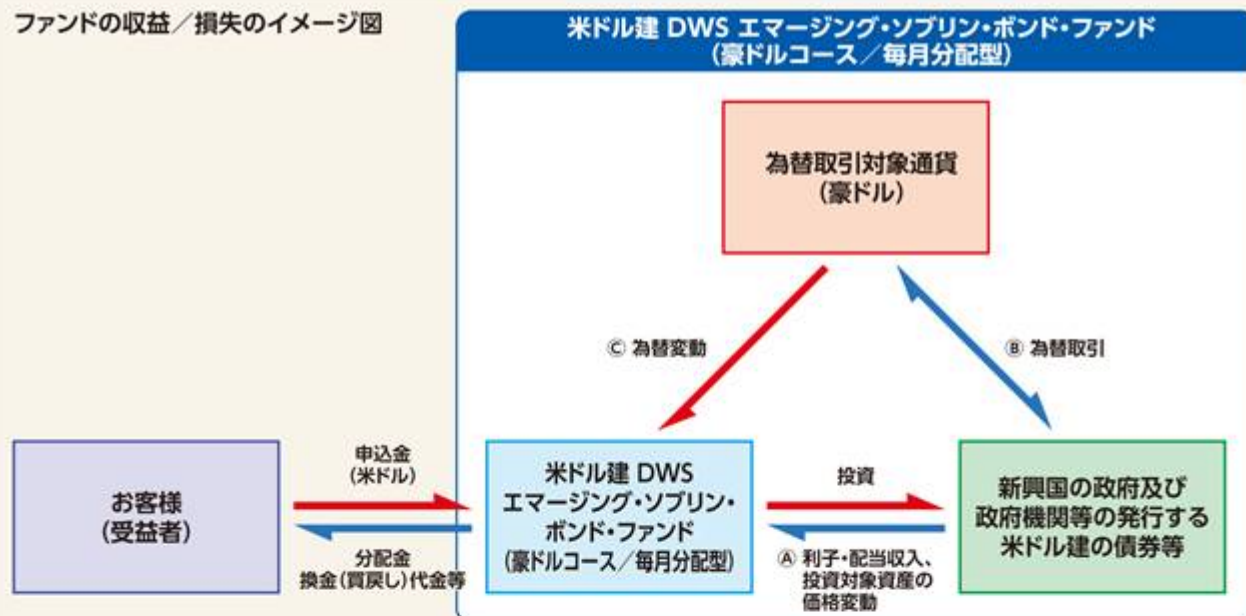 ファンドの収益／損失のイメージ図
米ドル建 DWS エマージング・ソブリン・ボンド・ファンド
（豪ドルコース／毎月分配型）
為替取引対象通貨
（豪ドル）
Ⓒ 為替変動
Ⓑ 為替取引
お客様
（受益者）
申込金
（米ドル）
分配金
換金（買戻し）代金等
米ドル建 DWS
エマージング・ソブリン・
ボンド・ファンド
（豪ドルコース／毎月分配型）
投資
Ⓐ 利子・配当収入、
投資対象資産の
価格変動
新興国の政府及び
政府機関等の発行する
米ドル建の債券等